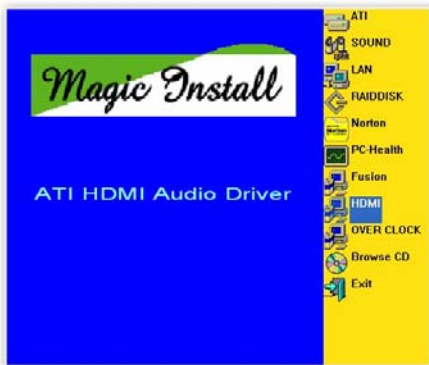 Magic Install
ATI HDMI Audio Driver
ATI
SOUND
LAN
RAIDDISK
Norton
PC-Health
Fusion
HDMI
OVER CLOCK
Browse CD
Exit